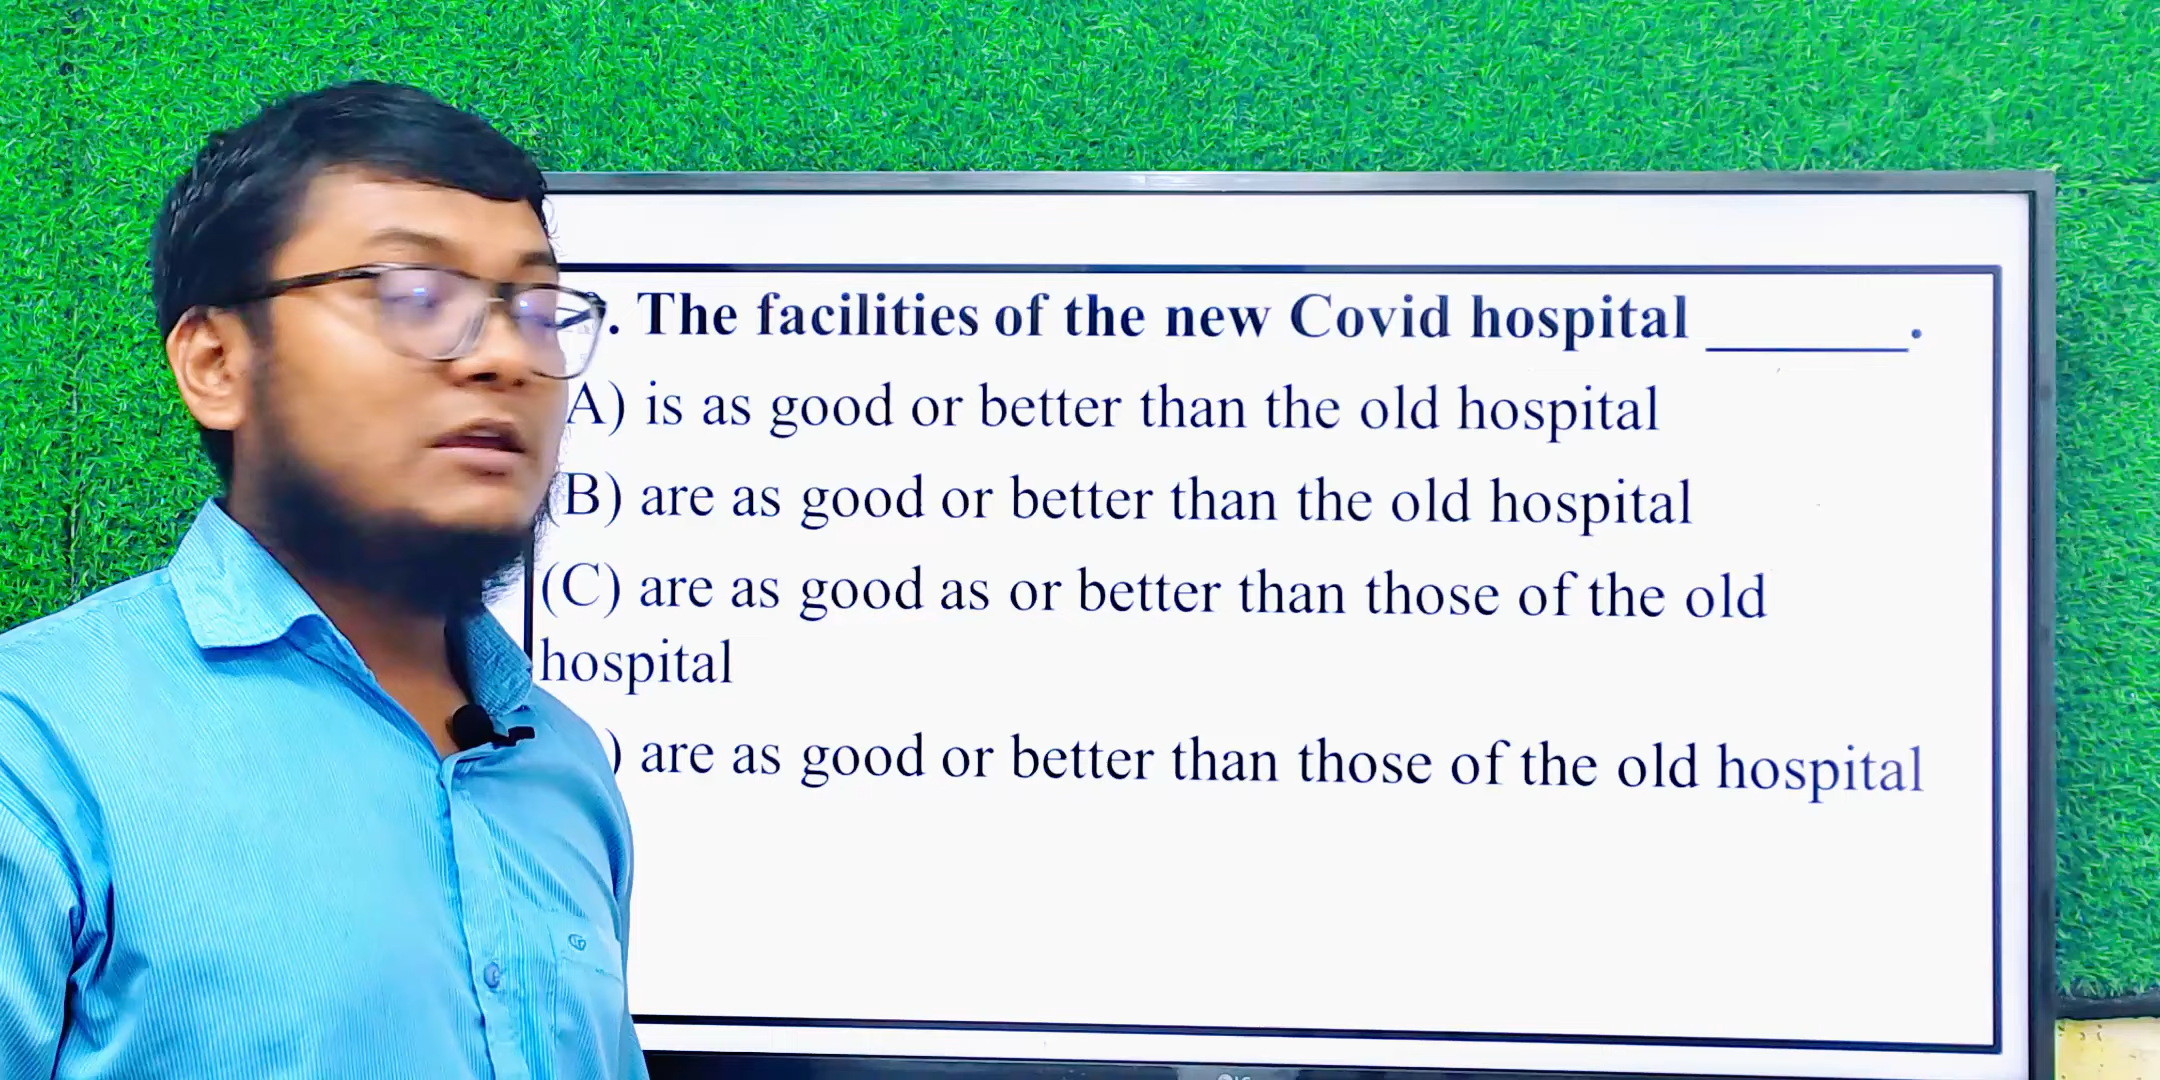 . The facilities of the new Covid hospital ________.
A) is as good or better than the old hospital
(B) are as good or better than the old hospital
(C) are as good as or better than those of the old
hospital
) are as good or better than those of the old hospital